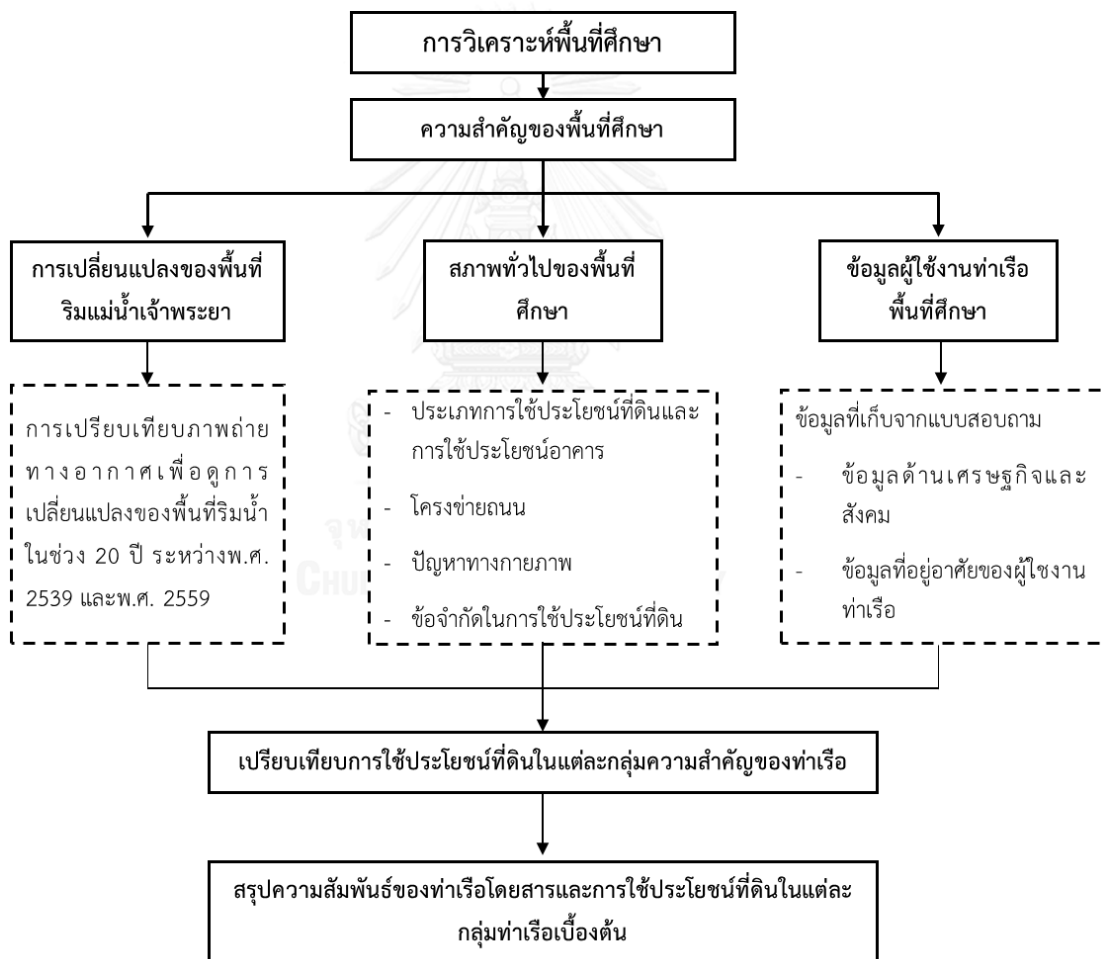 การวิเคราะห์พื้นที่ศึกษา
ความสำคัญของพื้นที่ศึกษา
การเปลี่ยนแปลงของพื้นที่
ริมแม่น้ำเจ้าพระยา
สภาพทั่วไปของพื้นที่
ศึกษา
ข้อมูลผู้ใช้งานท่าเรือ
พื้นที่ศึกษา
การเปรียบเทียบภาพถ่าย
ทางอากาศเพื่อดูการ
เปลี่ยนแปลงของพื้นที่ริมน้ำ
ในช่วง 20 ปี ระหว่างพ.ศ.
2539 และพ.ศ. 2559
- ประเภทการใช้ประโยชน์ที่ดินและ
การใช้ประโยชน์อาคาร
- โครงข่ายถนน
- ปัญหาทางกายภาพ
- ข้อจำกัดในการใช้ประโยชน์ที่ดิน
ข้อมูลที่เก็บจากแบบสอบถาม
- ข้อมูลด้านเศรษฐกิจและ
สังคม
- ข้อมูลที่อยู่อาศัยของผู้ใชงาน
ท่าเรือ
จุฬ
CHU
เปรียบเทียบการใช้ประโยชน์ที่ดินในแต่ละกลุ่มความสำคัญของท่าเรือ
สรุปความสัมพันธ์ของท่าเรือโดยสารและการใช้ประโยชน์ที่ดินในแต่ละ
กลุ่มท่าเรือเบื้องต้น